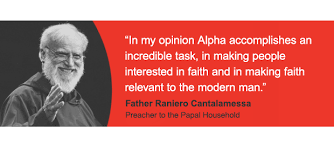 “In my opinion Alpha accomplishes an
incredible task, in making people
interested in faith and in making faith
relevant to the modern man.”
Father Raniero Cantalamessa
Preacher to the Papal Household